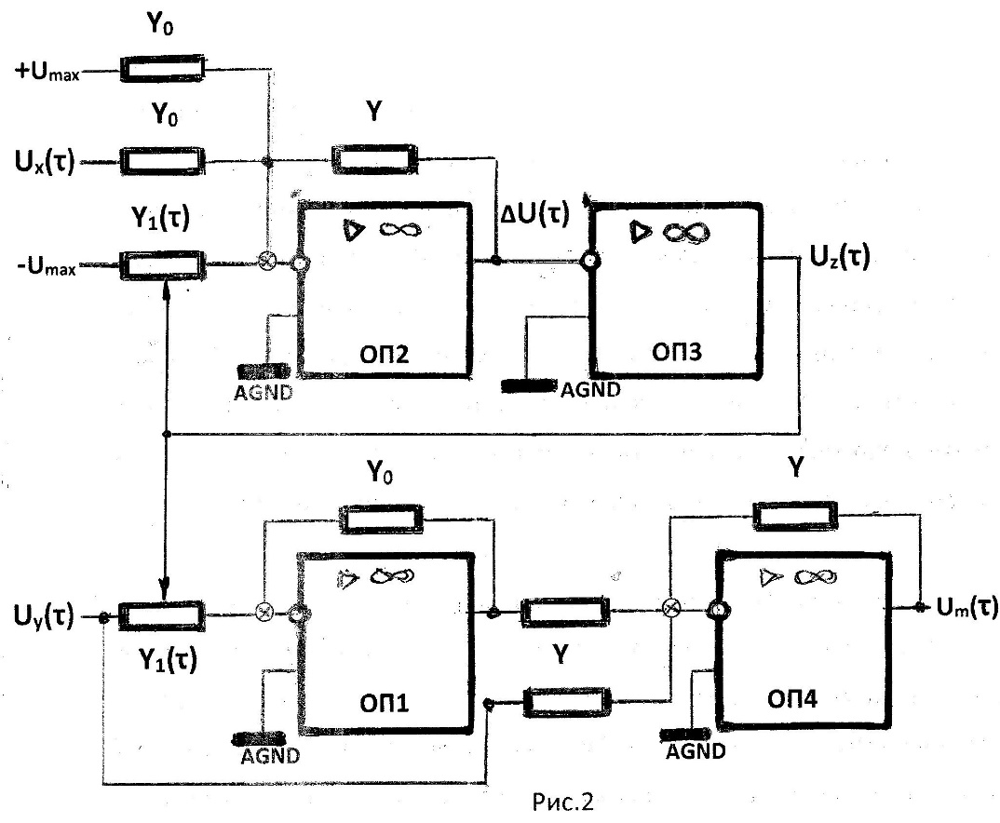 Y₀
+Umax
Y₀
Ux(τ)
Y
Y₁(τ)
-Umax
▷ ∞
ОП2
AGND
ΔU(τ)
▷ ∞
ОП3
AGND
Uz(τ)
Y₀
Y
Uy(τ)
Y₁(τ)
▷ ∞
ОП1
AGND
Y
▷ ∞
ОП4
AGND
Um(τ)
Рис.2